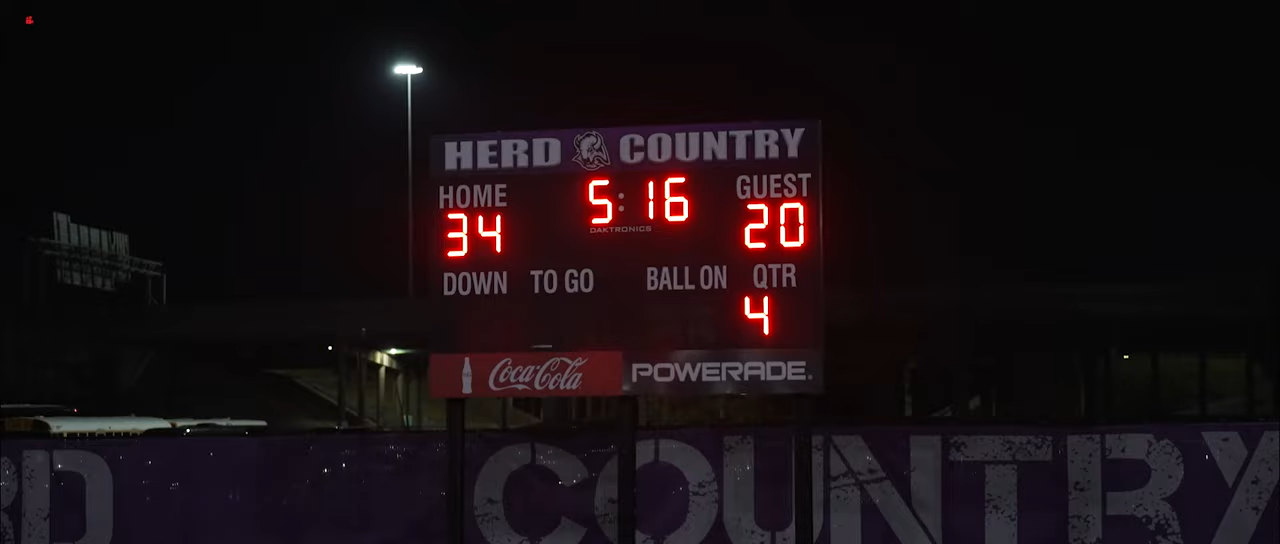 HERD COUNTRY
HOME 5:16 GUEST
34 20
DAKTRONICS
DOWN TO GO BALL ON QTR
4
Coca-Cola POWERADE
RD COUNTRY